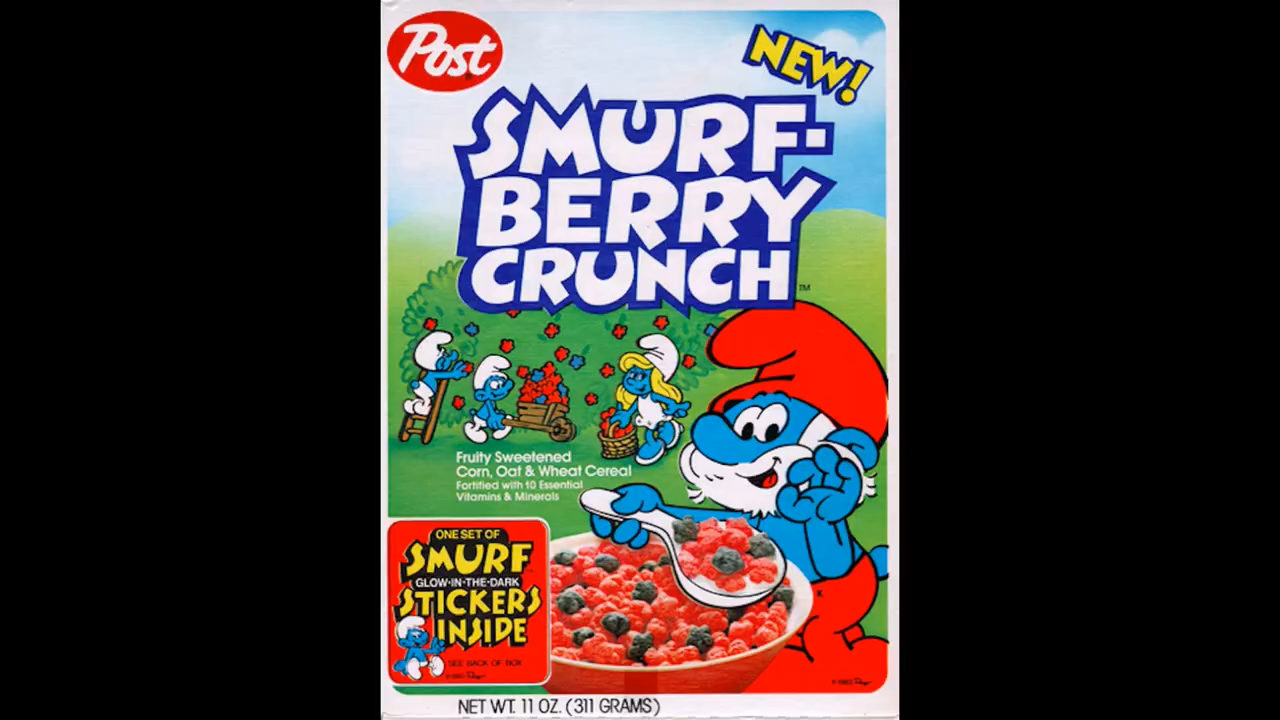 Post
NEW!
SMURF-
BERRY
CRUNCH™
Fruity Sweetened
Corn, Oat & Wheat Cereal
Fortified with 10 Essential
Vitamins & Minerals
ONE SET OF
SMURF
GLOW-IN-THE-DARK
STICKERS
INSIDE
SEE BACK OF BOX
K
NET WT. 11 OZ. (311 GRAMS)